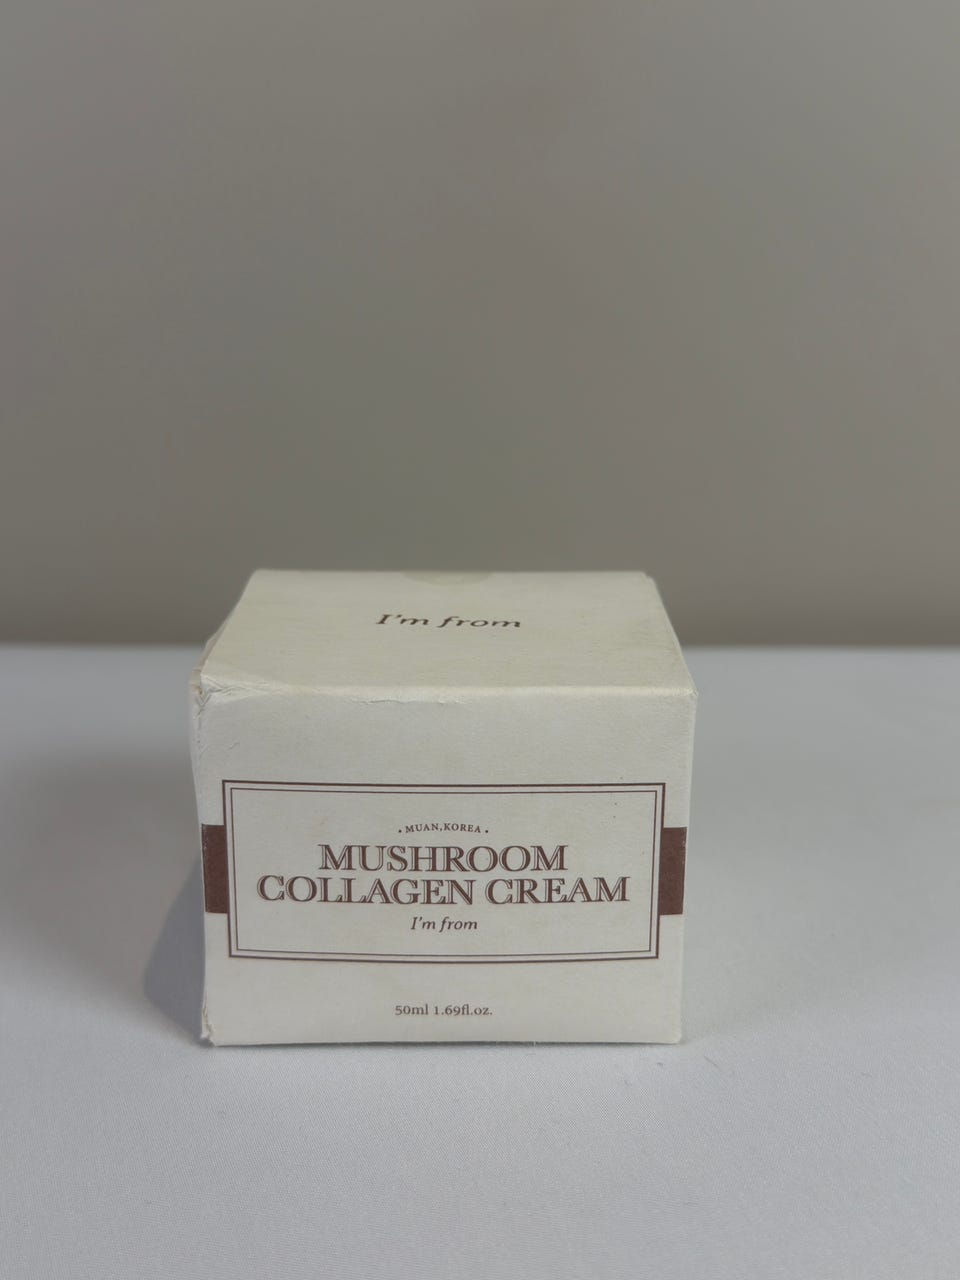 I'm from
• MUAN,KOREA •
MUSHROOM
COLLAGEN CREAM
I'm from
50ml 1.69fl.oz.